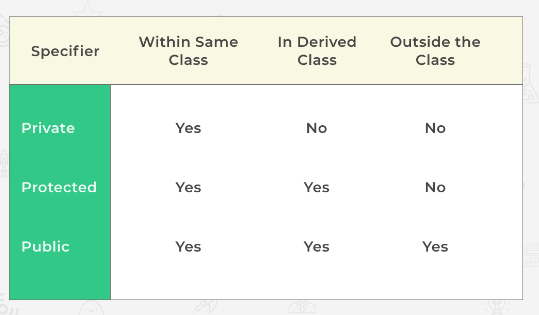 Specifier Within Same Class In Derived Class Outside the Class
Private Yes No No
Protected Yes Yes No
Public Yes Yes Yes